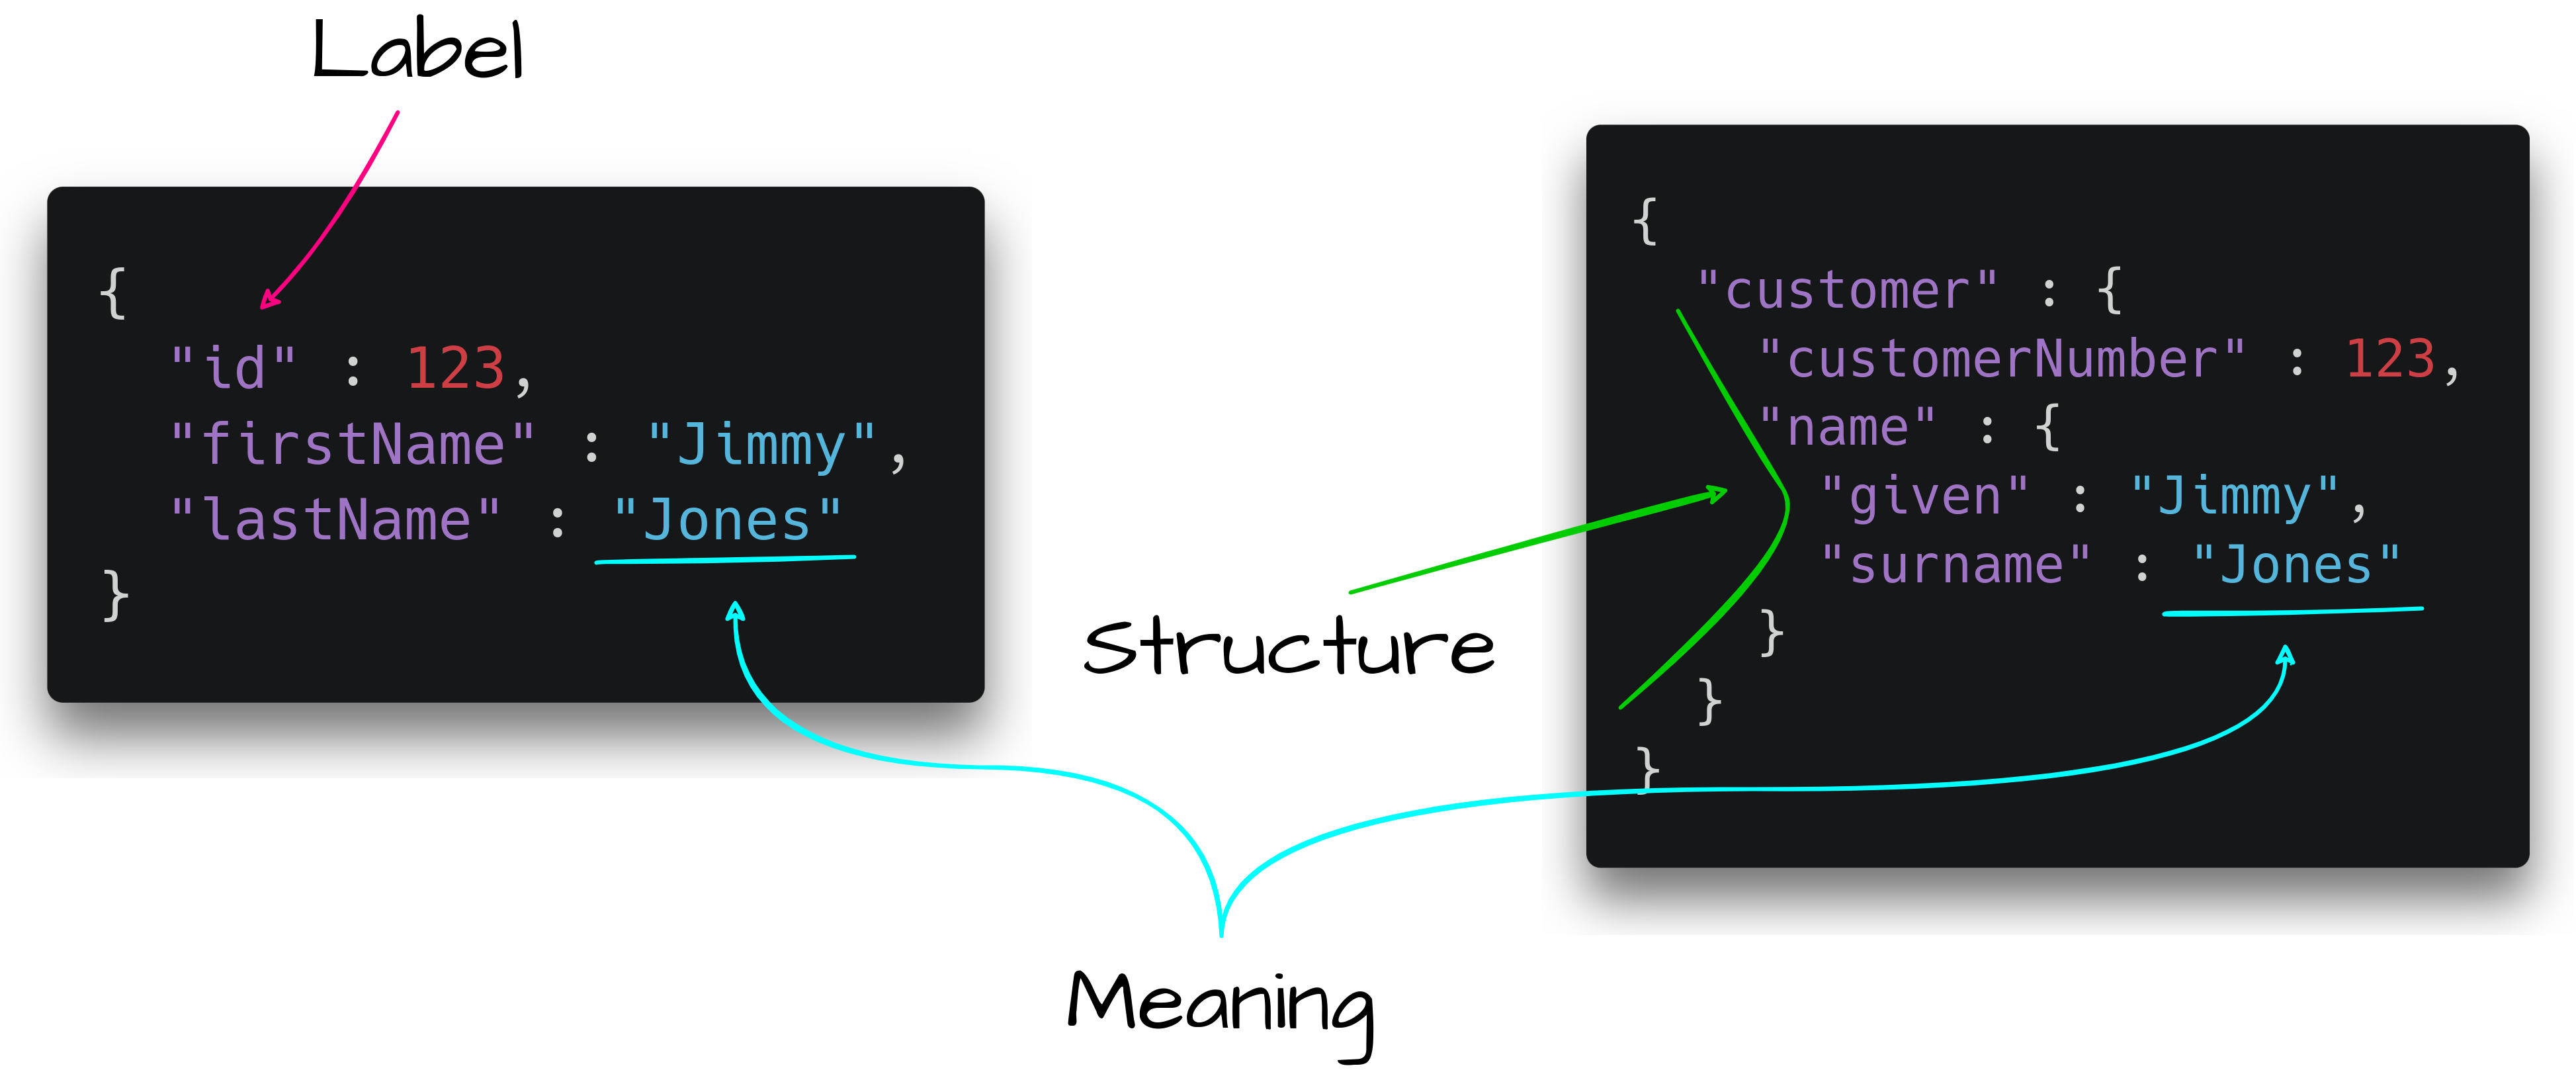 Label
{
"id" : 123,
"firstName" : "Jimmy",
"lastName" : "Jones"
}
{
"customer" : {
"customerNumber" : 123,
"name" : {
"given" : "Jimmy",
"surname" : "Jones"
}
}
}
Structure
Meaning